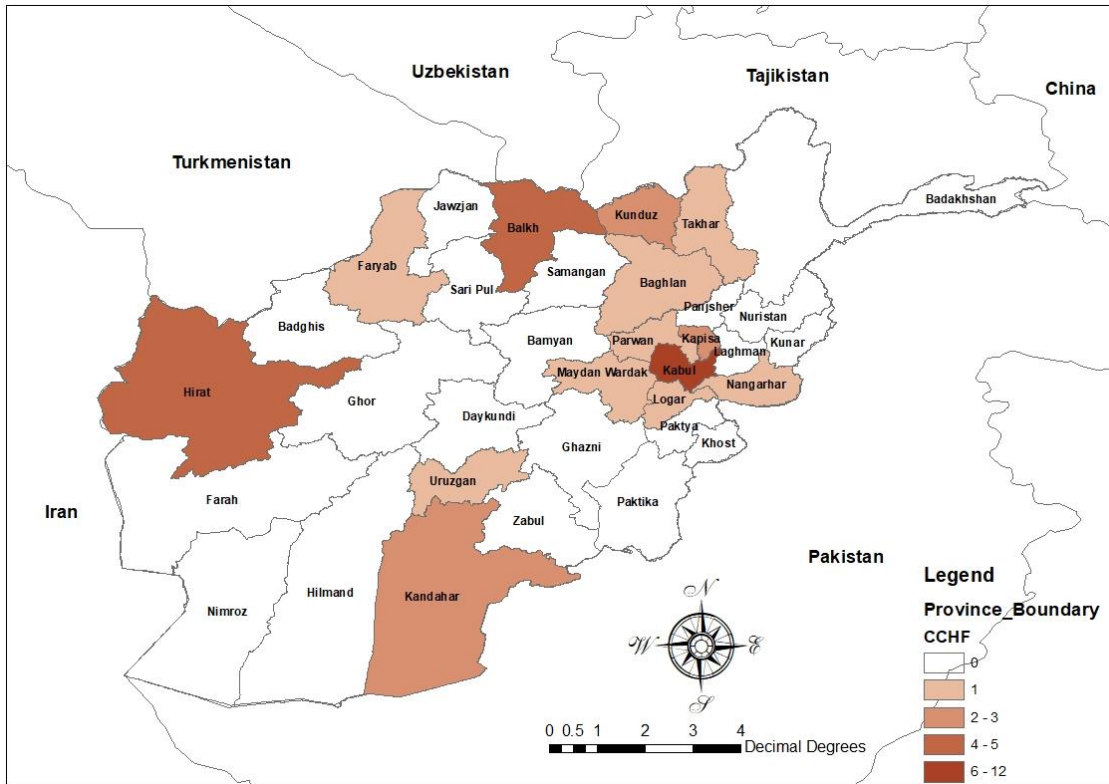 Uzbekistan
Tajikistan
China
Turkmenistan
Badakhshan
Jawzjan
Balkh
Kunduz
Takhar
Faryab
Samangan
Baghlan
Sari Pul
Panjsher
Nuristan
Badghis
Bamyan
Parwan
Kapisa
Kunar
Laghman
Hirat
Maydan Wardak
Kabul
Nangarhar
Ghor
Logar
Daykundi
Paktya
Khost
Ghazni
Uruzgan
Farah
Paktika
Iran
Zabul
Pakistan
Hilmand
Kandahar
Nimroz
N
W
E
S
0 0.5 1 2 3 4
Decimal Degrees
Legend
Province_Boundary
CCHF
0
1
2 - 3
4 - 5
6 - 12